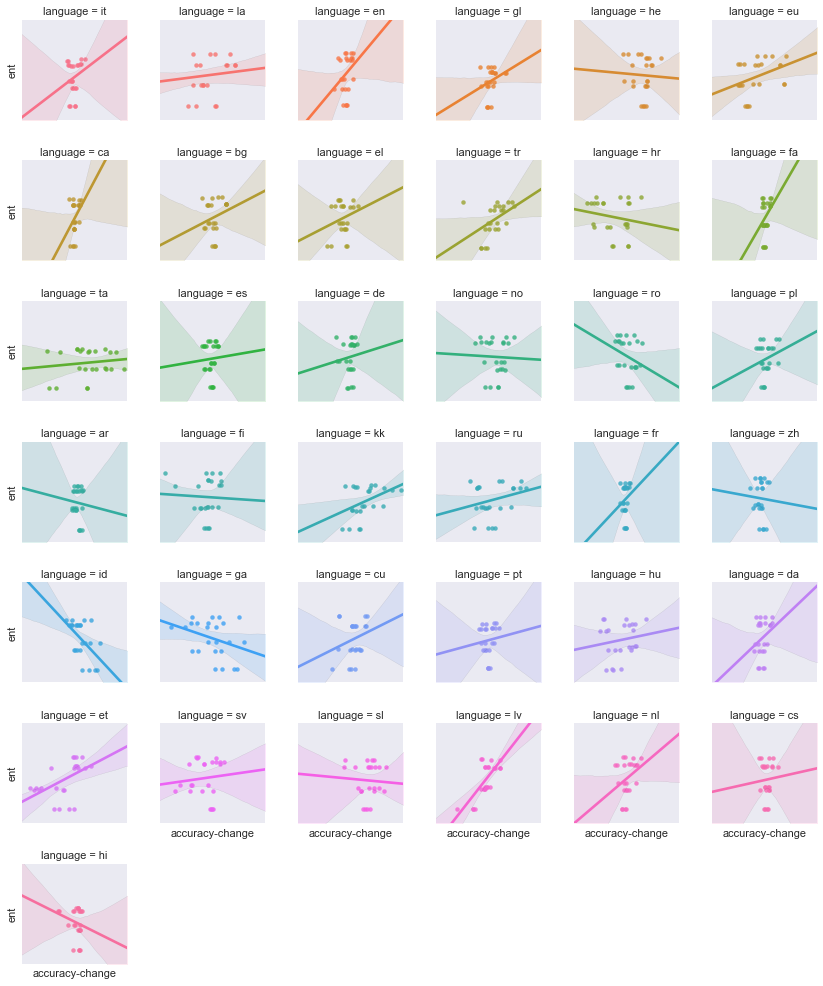 language = it language = la language = en language = gl language = he language = eu
ent
language = ca language = bg language = el language = tr language = hr language = fa
ent
language = ta language = es language = de language = no language = ro language = pl
ent
language = ar language = fi language = kk language = ru language = fr language = zh
ent
language = id language = ga language = cu language = pt language = hu language = da
ent
language = et language = sv language = sl language = lv language = nl language = cs
ent
accuracy-change accuracy-change accuracy-change accuracy-change accuracy-change
language = hi
ent
accuracy-change